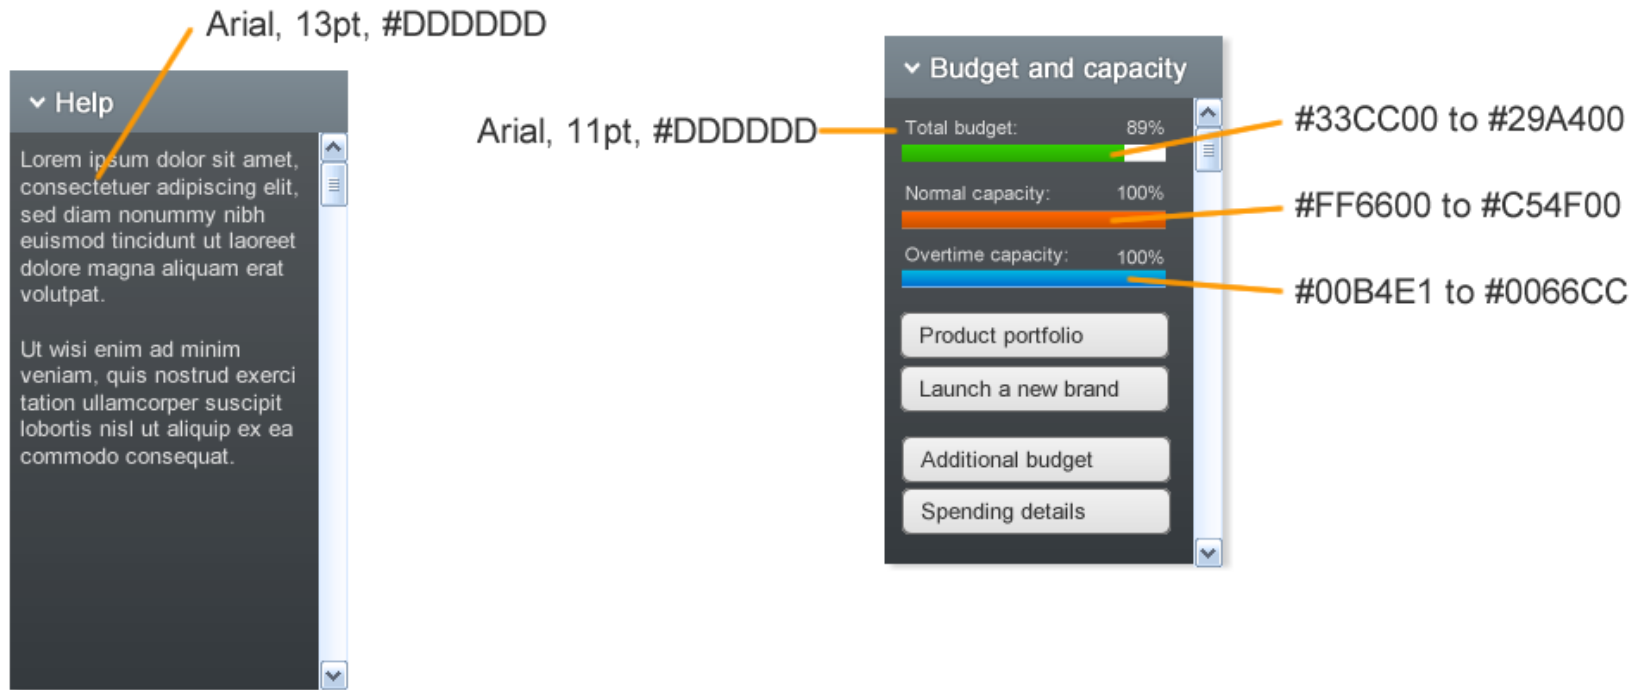 Arial, 13pt, #DDDDDD
Help
Lorem ipsum dolor sit amet,
consectetuer adipiscing elit,
sed diam nonummy nibh
euismod tincidunt ut laoreet
dolore magna aliquam erat
volutpat.
Ut wisi enim ad minim
veniam, quis nostrud exerci
tation ullamcorper suscipit
lobortis nisl ut aliquip ex ea
commodo consequat.
Budget and capacity
Arial, 11pt, #DDDDDD
Total budget: 89%
#33CC00 to #29A400
Normal capacity: 100%
#FF6600 to #C54F00
Overtime capacity: 100%
#00B4E1 to #0066CC
Product portfolio
Launch a new brand
Additional budget
Spending details